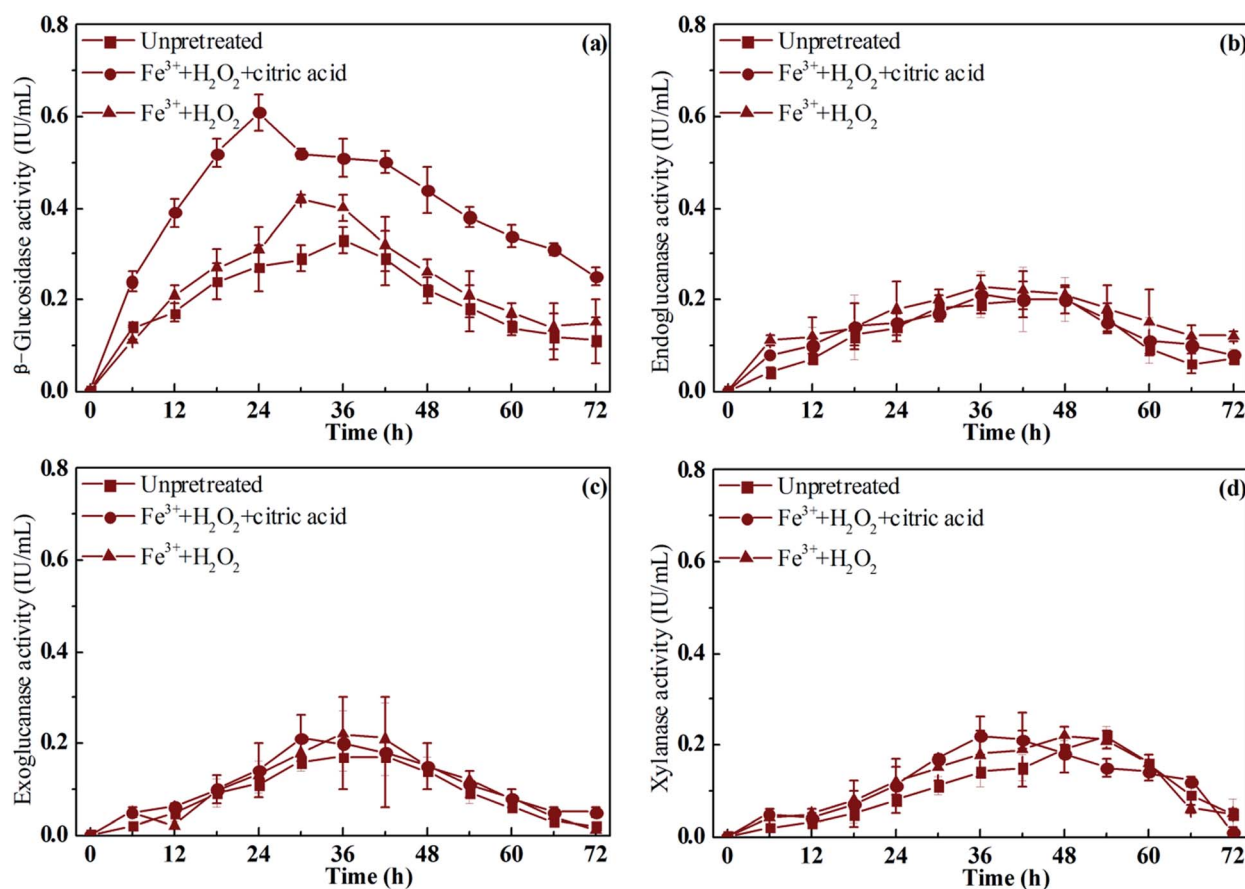 0.8
Unpretreated
(a)
Fe³⁺+H₂O₂+citric acid
0.6
Fe³⁺+H₂O₂
0.4
0.2
0.0
β−Glucosidase activity (IU/mL)
0 12 24 36 48 60 72
Time (h)
0.8
Unpretreated
(b)
Fe³⁺+H₂O₂+citric acid
0.6
Fe³⁺+H₂O₂
0.4
0.2
0.0
Endoglucanase activity (IU/mL)
0 12 24 36 48 60 72
Time (h)
0.8
Unpretreated
(c)
Fe³⁺+H₂O₂+citric acid
0.6
Fe³⁺+H₂O₂
0.4
0.2
0.0
Exoglucanase activity (IU/mL)
0 12 24 36 48 60 72
Time (h)
0.8
Unpretreated
(d)
Fe³⁺+H₂O₂+citric acid
0.6
Fe³⁺+H₂O₂
0.4
0.2
0.0
Xylanase activity (IU/mL)
0 12 24 36 48 60 72
Time (h)